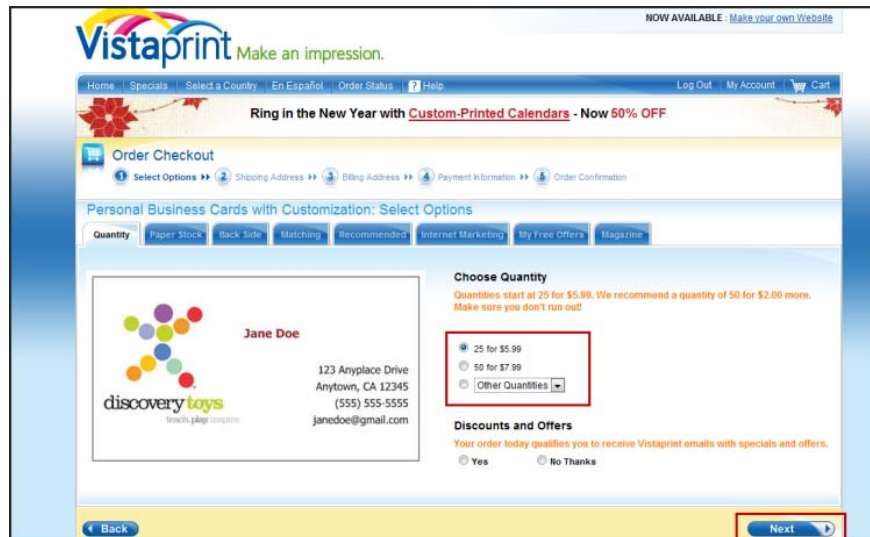 NOW AVAILABLE : Make your own Website
Vistaprint Make an impression.
Home Specials Select a Country En Español Order Status ? Help Log Out My Account Cart
Ring in the New Year with Custom-Printed Calendars - Now 50% OFF
Order Checkout
1 Select Options 2 Shipping Address 3 Billing Address 4 Payment Information 5 Order Confirmation
Personal Business Cards with Customization: Select Options
Quantity Paper Stock Back Side Matching Recommended Internet Marketing My Free Offers Magazine
Jane Doe
123 Anyplace Drive
Anytown, CA 12345
(555) 555-5555
janedoe@gmail.com
discovery toys
teach. play. inspire
Choose Quantity
Quantities start at 25 for $5.99. We recommend a quantity of 50 for $2.00 more.
Make sure you don't run out!
25 for $5.99
50 for $7.99
Other Quantities
Discounts and Offers
Your order today qualifies you to receive Vistaprint emails with specials and offers.
Yes No Thanks
Back Next